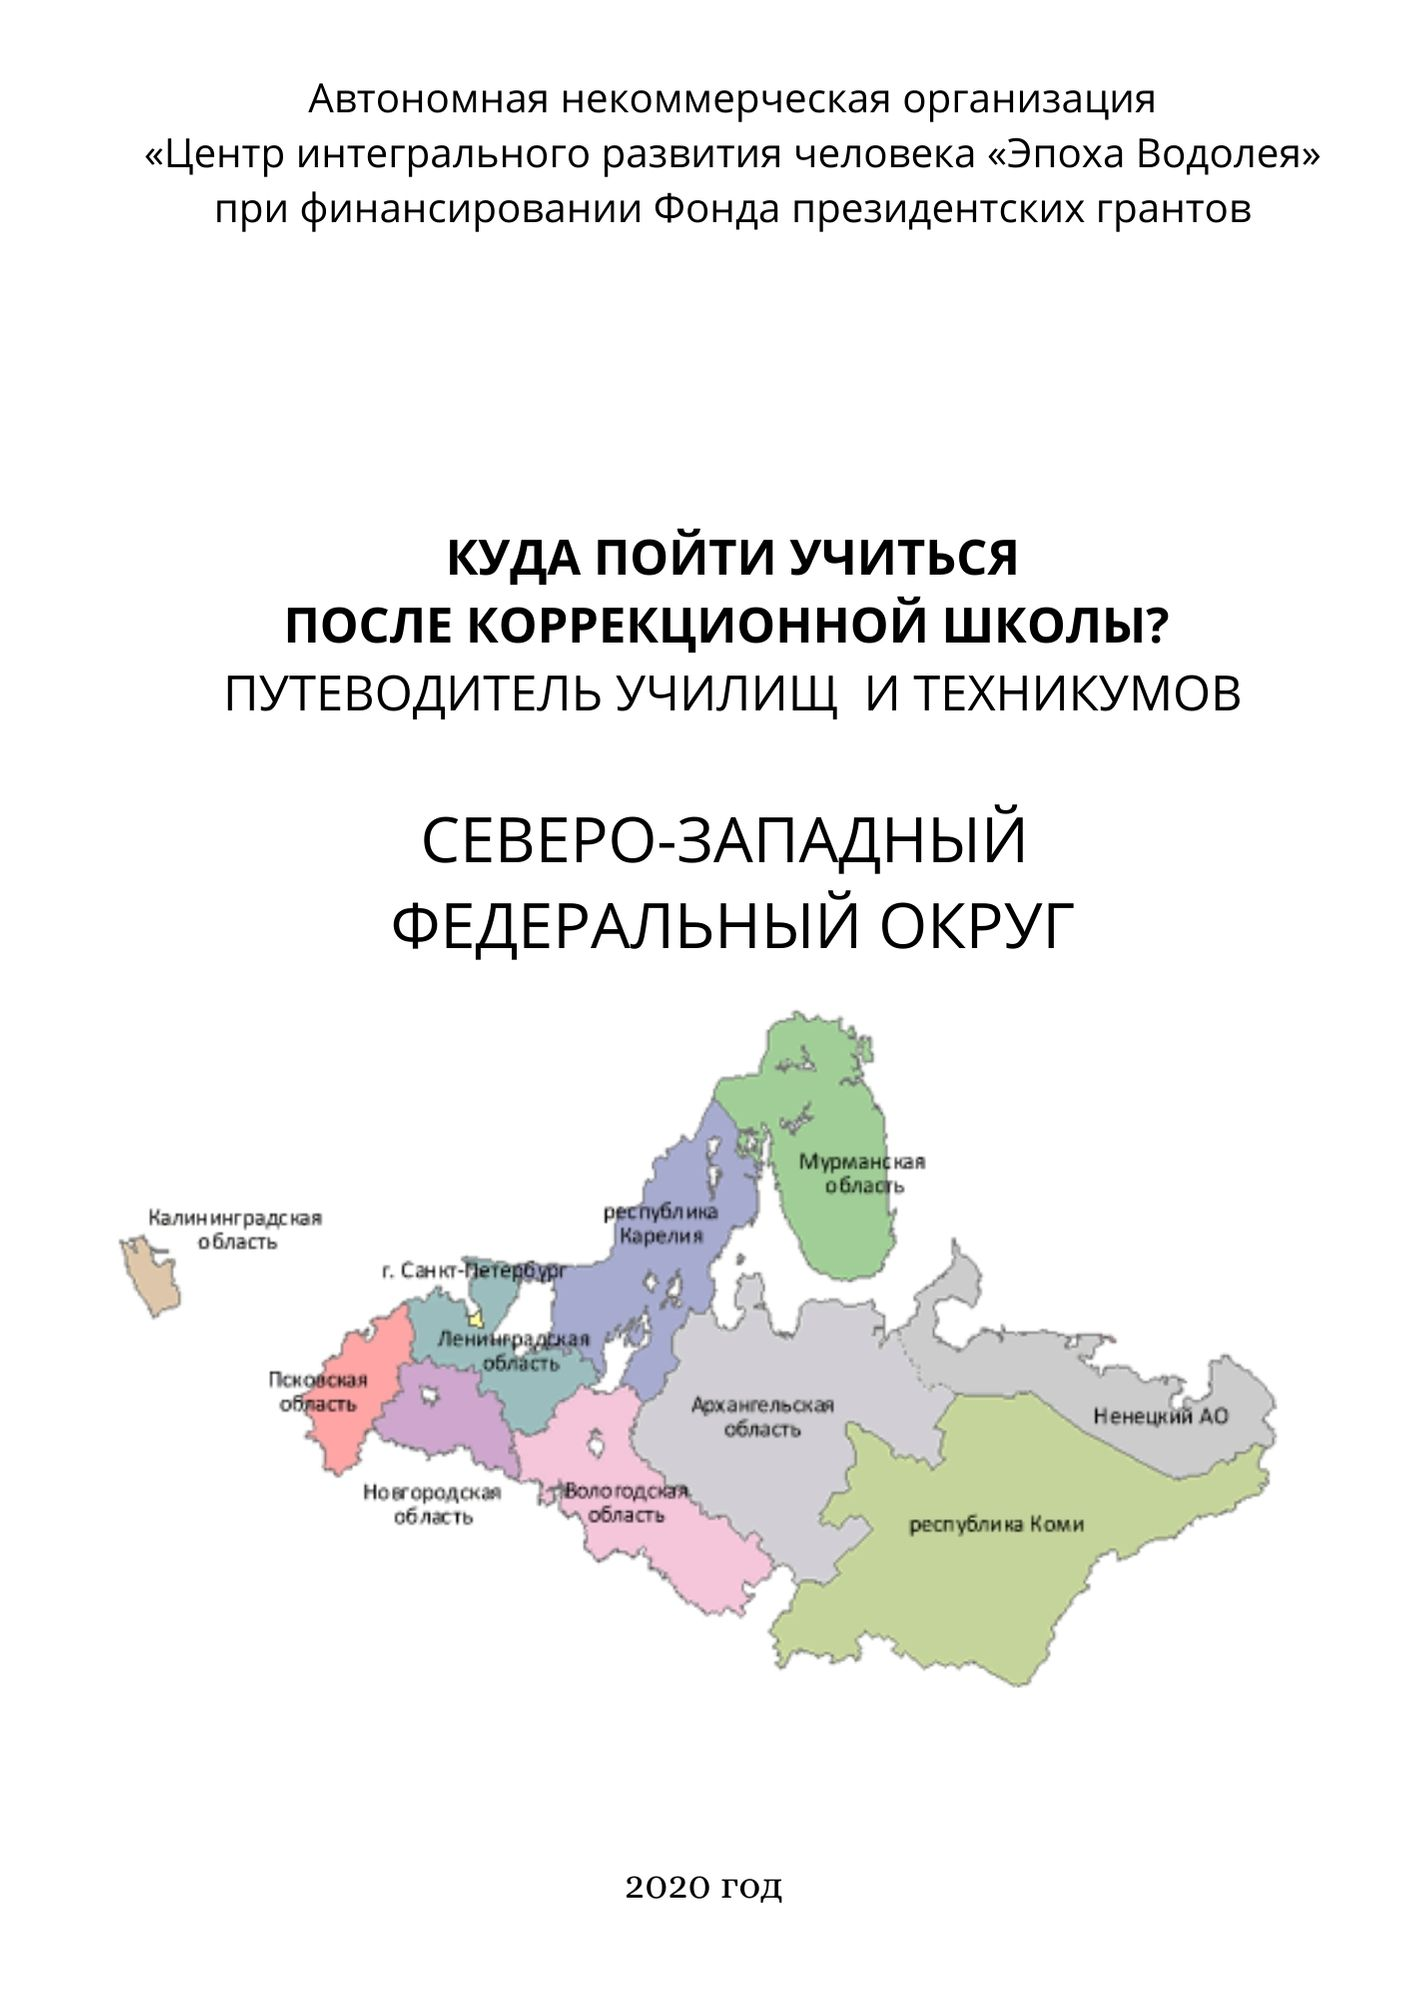 Автономная некоммерческая организация
«Центр интегрального развития человека «Эпоха Водолея»
при финансировании Фонда президентских грантов
КУДА ПОЙТИ УЧИТЬСЯ
ПОСЛЕ КОРРЕКЦИОННОЙ ШКОЛЫ?
ПУТЕВОДИТЕЛЬ УЧИЛИЩ И ТЕХНИКУМОВ
СЕВЕРО-ЗАПАДНЫЙ
ФЕДЕРАЛЬНЫЙ ОКРУГ
Мурманская
область
республика
Карелия
Калининградская
область
г. Санкт-Петербург
Ленинградская
область
Псковская
область
Архангельская
область
Ненецкий АО
Новгородская
область
Вологодская
область
республика Коми
2020 год